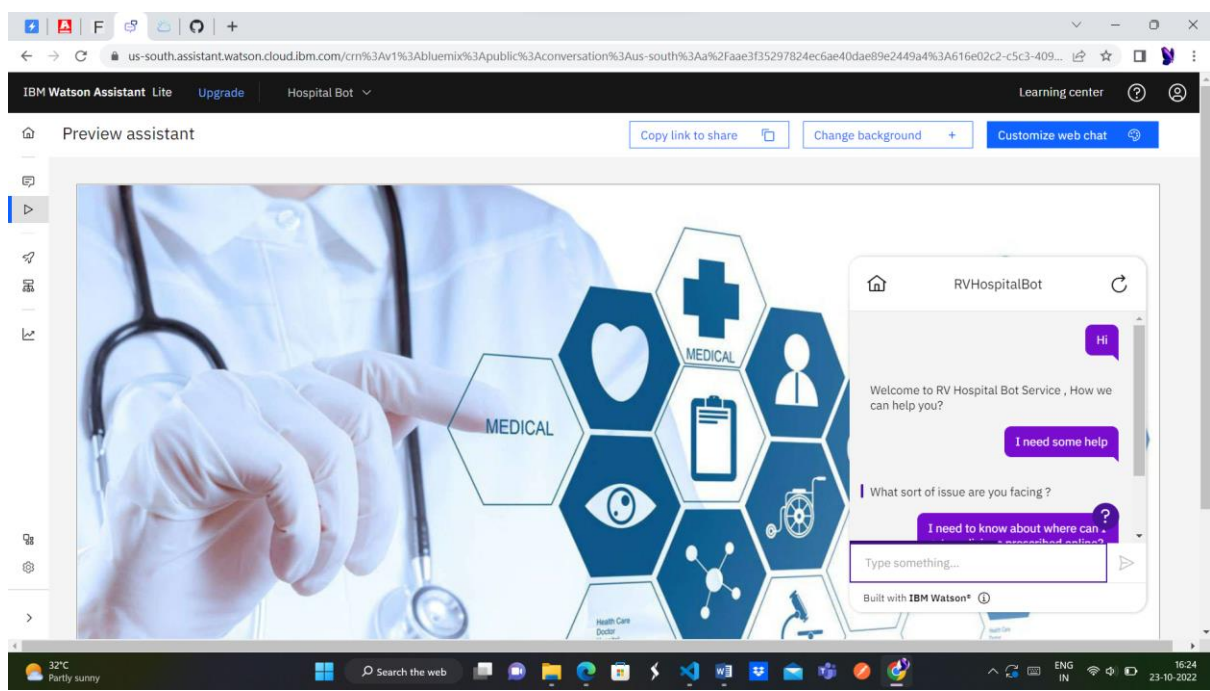 F
us-south.assistant.watson.cloud.ibm.com/crn%3Av1%3Abluemix%3Apublic%3Aconversation%3Aus-south%3Aa%2Faae3f35297824ec6ae40dae89e2449a4%3A616e02c2-c5c3-409...
IBM Watson Assistant Lite Upgrade Hospital Bot Learning center
Preview assistant Copy link to share Change background + Customize web chat
MEDICAL
MEDICAL
Health Care
Doctor
RVHospitalBot
Hi
Welcome to RV Hospital Bot Service , How we
can help you?
I need some help
What sort of issue are you facing ?
I need to know about where can I
prescribed online?
Type something...
Built with IBM Watson®
32°C
Partly sunny
Search the web
ENG
IN
16:24
23-10-2022